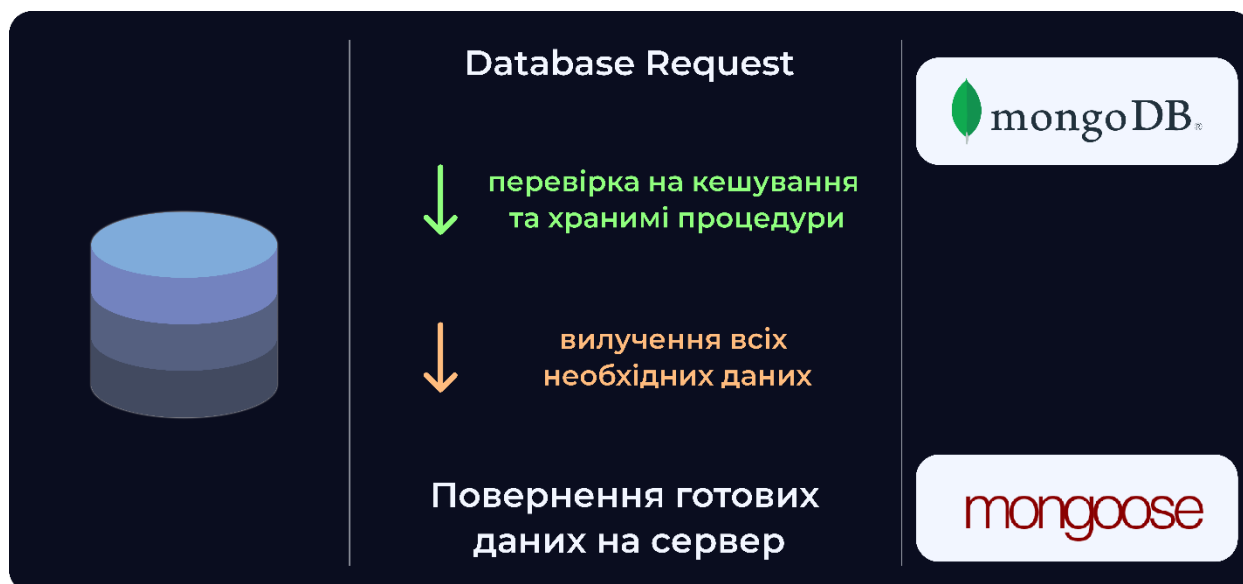 Database Request
mongoDB®
перевірка на кешування
та хранимі процедури
вилучення всіх
необхідних даних
Повернення готових
даних на сервер
mongoose